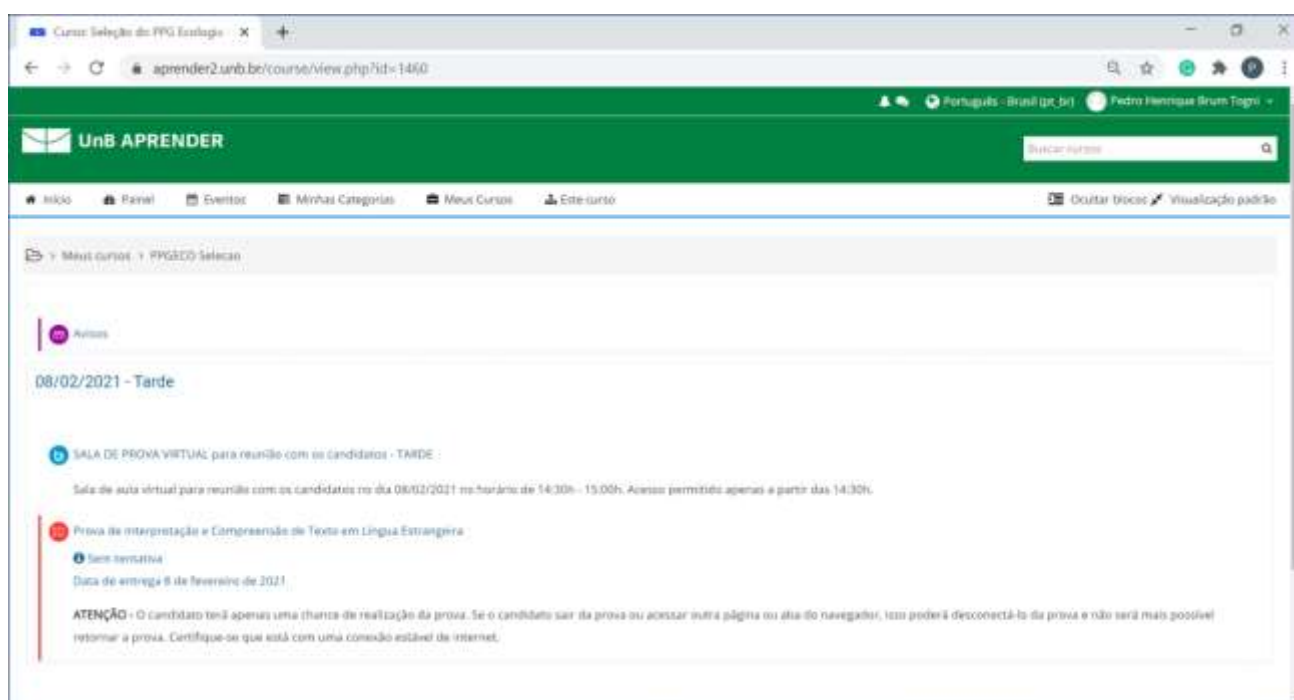 Curso: Seleção do PPG Ecologia
aprender2.unb.br/course/view.php?id=1460
Português - Brasil (pt_br) Pedro Henrique Brum Togni
UnB APRENDER
Buscar cursos
Início Painel Eventos Minhas Categorias Meus Cursos Este curso Ocultar blocos Visualização padrão
Meus cursos PPGECO Selecao
Avisos
08/02/2021 - Tarde
SALA DE PROVA VIRTUAL para reunião com os candidatos - TARDE
Sala de aula virtual para reunião com os candidatos no dia 08/02/2021 no horário de 14:30h - 15:00h. Acesso permitido apenas a partir das 14:30h.
Prova de Interpretação e Compreensão de Texto em Língua Estrangeira
Sem tentativa
Data de entrega 8 de fevereiro de 2021
ATENÇÃO - O candidato terá apenas uma chance de realização da prova. Se o candidato sair da prova ou acessar outra página ou aba do navegador, isso poderá desconectá-lo da prova e não será mais possível
retornar a prova. Certifique-se que está com uma conexão estável de internet.